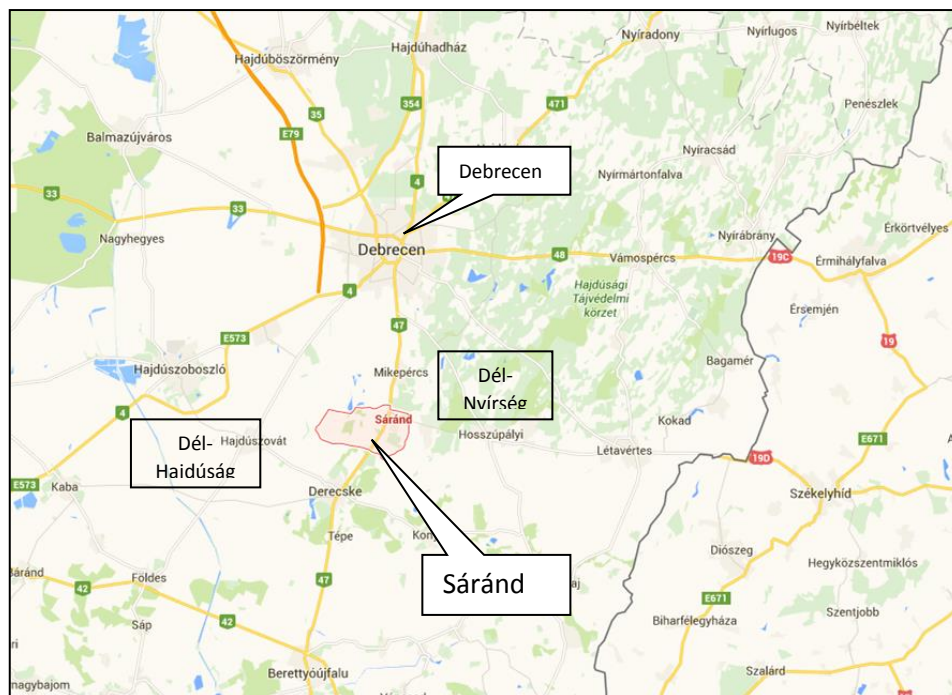 Nyíradony
Nyírlugos
Nyírbéltek
Hajdúhadház
Hajdúböszörmény
354
471
35
E79
Penészlek
Balmazújváros
Nyíracsád
Debrecen
Nyírmártonfalva
4
33
33
Nagyhegyes
Debrecen
48
Vámospércs
Nyírábrány
19C
Érkörtvélyes
Érmihályfalva
Hajdúsági
Tájvédelmi
körzet
4
47
E573
Érsemjén
19
Hajdúszoboszló
Mikepércs
Dél-
Nyírség
Bagamér
4
Sáránd
Kokad
Dél-
Hajdúság
Hajdúszovát
Hosszúpályi
Létavértes
E671
19D
E573
Kaba
Derecske
Székelyhíd
Tépe
Diószeg
Hegyközszentmiklós
Sáránd
47
42
Földes
E671
Sáp
42
Szentjobb
Biharfélegyháza
Berettyóújfalu
Szalárd
nagybajom